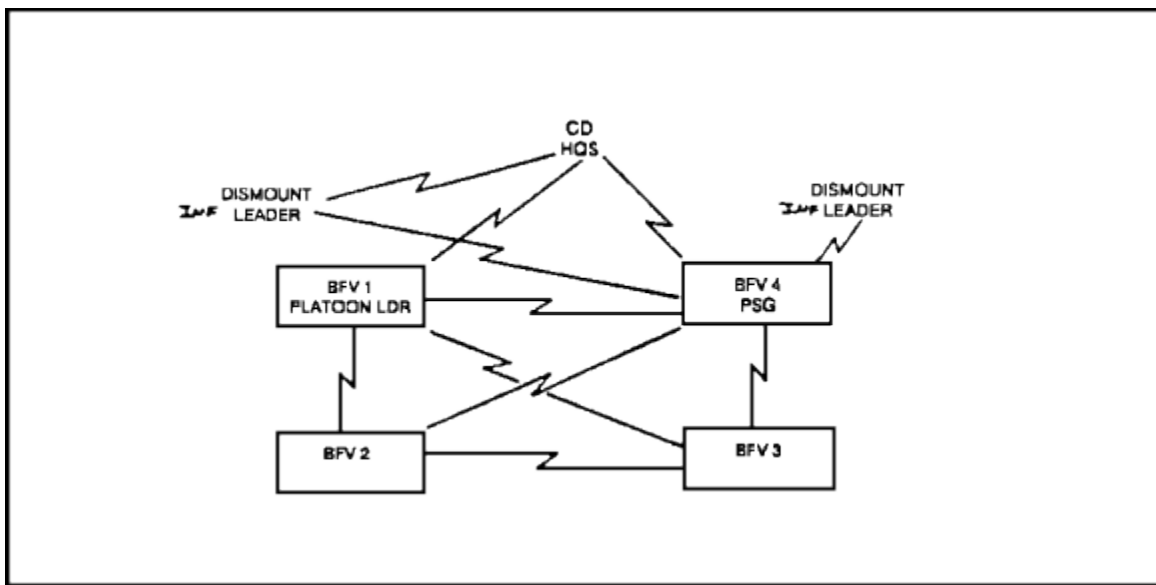 CD
HQS
DISMOUNT
INF LEADER
DISMOUNT
INF LEADER
BFV 1
PLATOON LDR
BFV 4
PSG
BFV 2
BFV 3